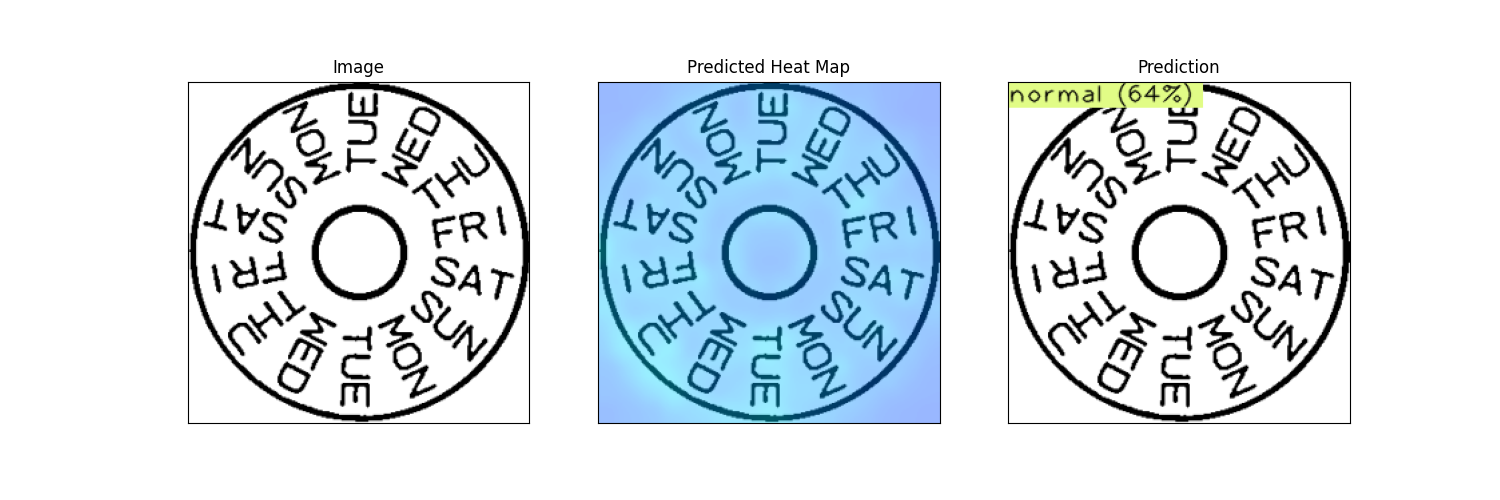 Image
TUE
WED
THU
FRI
SAT
SUN
MON
TUE
WED
THU
FRI
SAT
SUN
MON
Predicted Heat Map
TUE
WED
THU
FRI
SAT
SUN
MON
TUE
WED
THU
FRI
SAT
SUN
MON
Prediction
normal (64%)
TUE
WED
THU
FRI
SAT
SUN
MON
TUE
WED
THU
FRI
SAT
SUN
MON